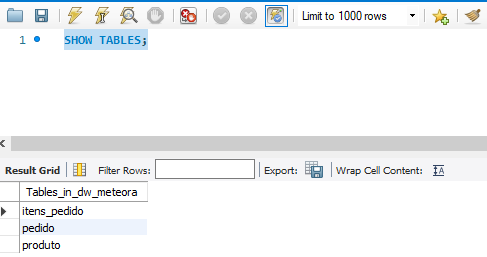 Limit to 1000 rows
1 SHOW TABLES;
Result Grid Filter Rows: Export: Wrap Cell Content:
Tables_in_dw_meteora
itens_pedido
pedido
produto